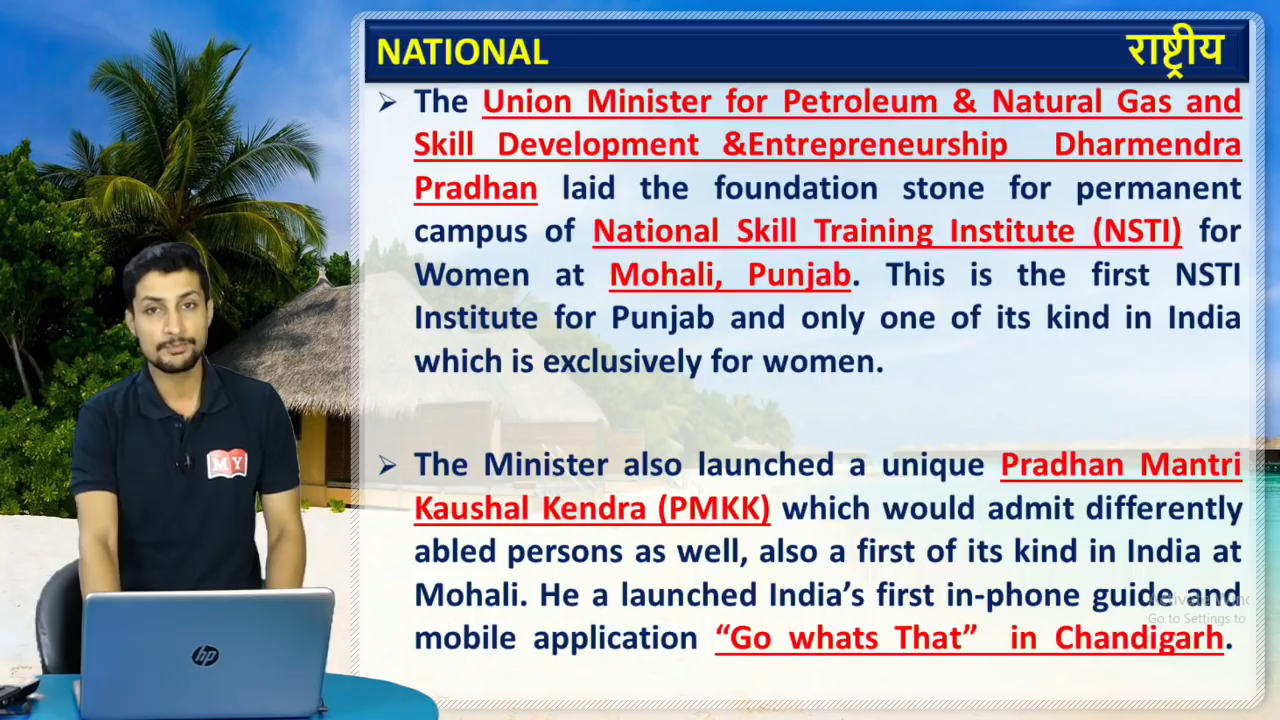 NATIONAL राष्ट्रीय
The Union Minister for Petroleum & Natural Gas and
Skill Development &Entrepreneurship Dharmendra
Pradhan laid the foundation stone for permanent
campus of National Skill Training Institute (NSTI) for
Women at Mohali, Punjab. This is the first NSTI
Institute for Punjab and only one of its kind in India
which is exclusively for women.
The Minister also launched a unique Pradhan Mantri
Kaushal Kendra (PMKK) which would admit differently
abled persons as well, also a first of its kind in India at
Mohali. He a launched India’s first in-phone guide and
mobile application “Go whats That” in Chandigarh.
Go to Settings to
MY
hp